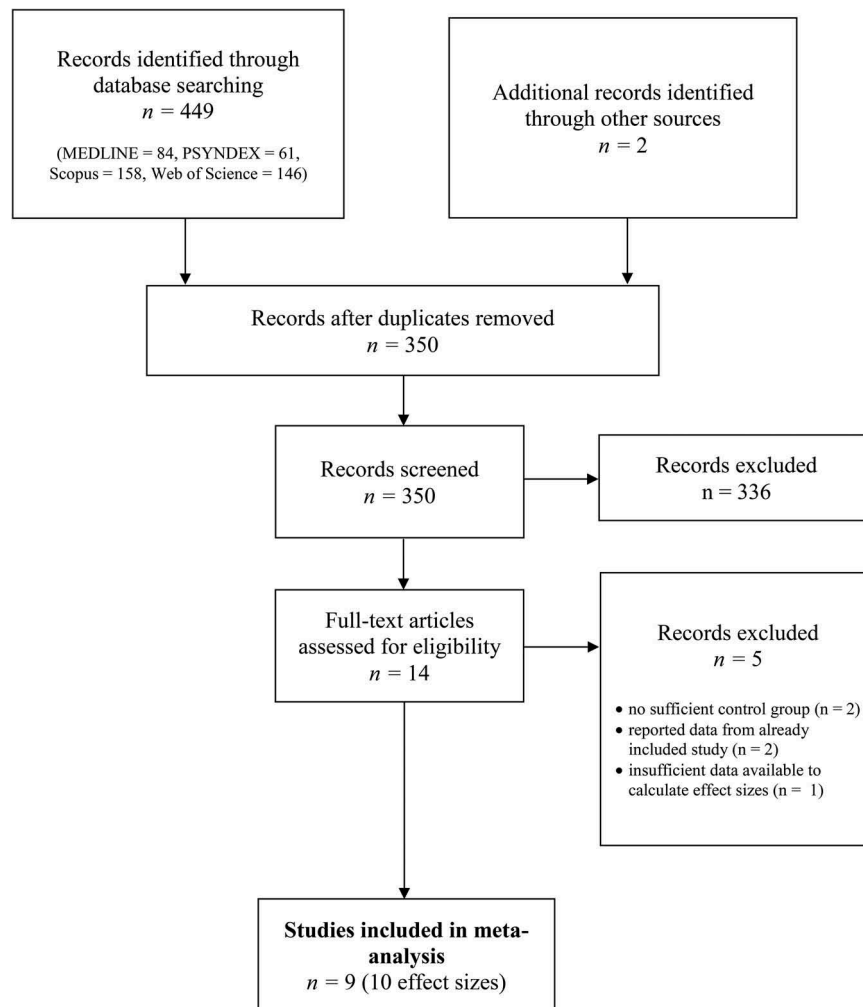 Records identified through
database searching
n = 449
(MEDLINE = 84, PSYNDEX = 61,
Scopus = 158, Web of Science = 146)
Additional records identified
through other sources
n = 2
Records after duplicates removed
n = 350
Records screened
n = 350
Records excluded
n = 336
Full-text articles
assessed for eligibility
n = 14
Records excluded
n = 5
• no sufficient control group (n = 2)
• reported data from already
included study (n = 2)
• insufficient data available to
calculate effect sizes (n = 1)
Studies included in meta-
analysis
n = 9 (10 effect sizes)